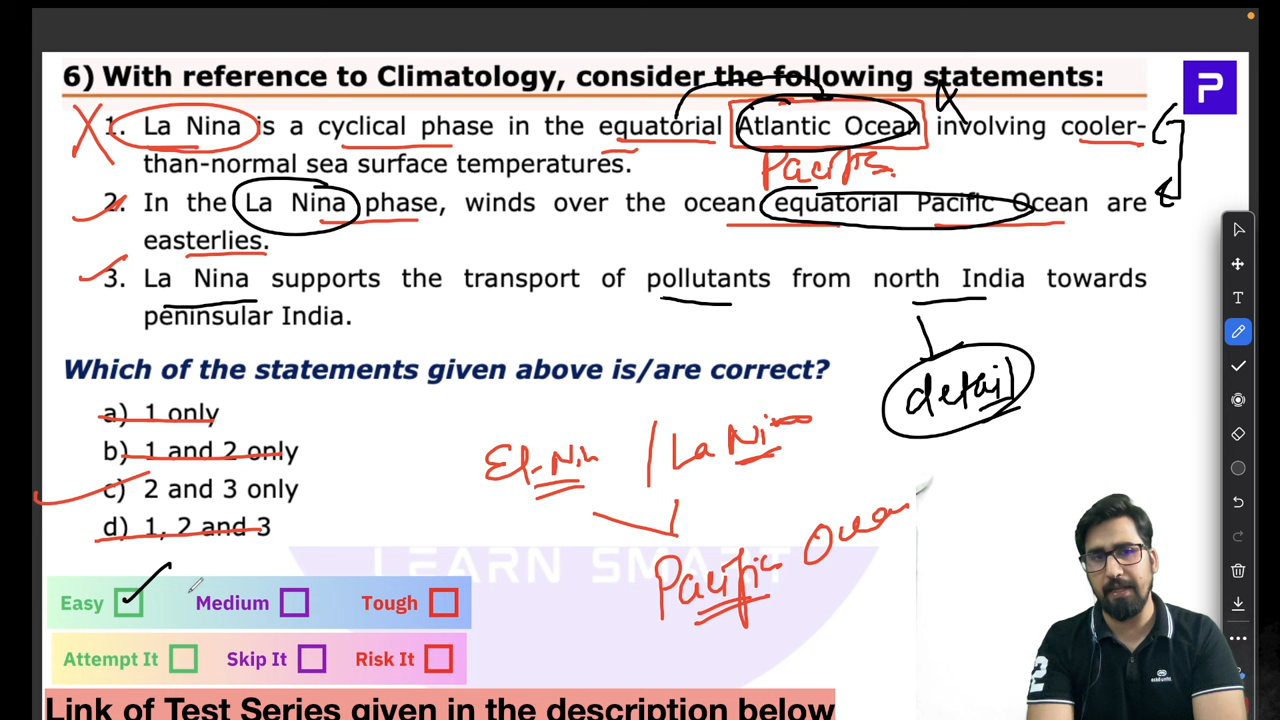 6) With reference to Climatology, consider the following statements:
1. La Nina is a cyclical phase in the equatorial Atlantic Ocean involving cooler-
than-normal sea surface temperatures.
Pacific.
2. In the La Nina phase, winds over the ocean equatorial Pacific Ocean are
easterlies.
3. La Nina supports the transport of pollutants from north India towards
peninsular India.
Which of the statements given above is/are correct?
detail
a) 1 only
b) 1 and 2 only
El-Nin / La Nin
c) 2 and 3 only
d) 1, 2 and 3
Pacific Ocean
LEARN SMART
Easy Medium Tough
Attempt It Skip It Risk It
Link of Test Series given in the description below
P
T
2